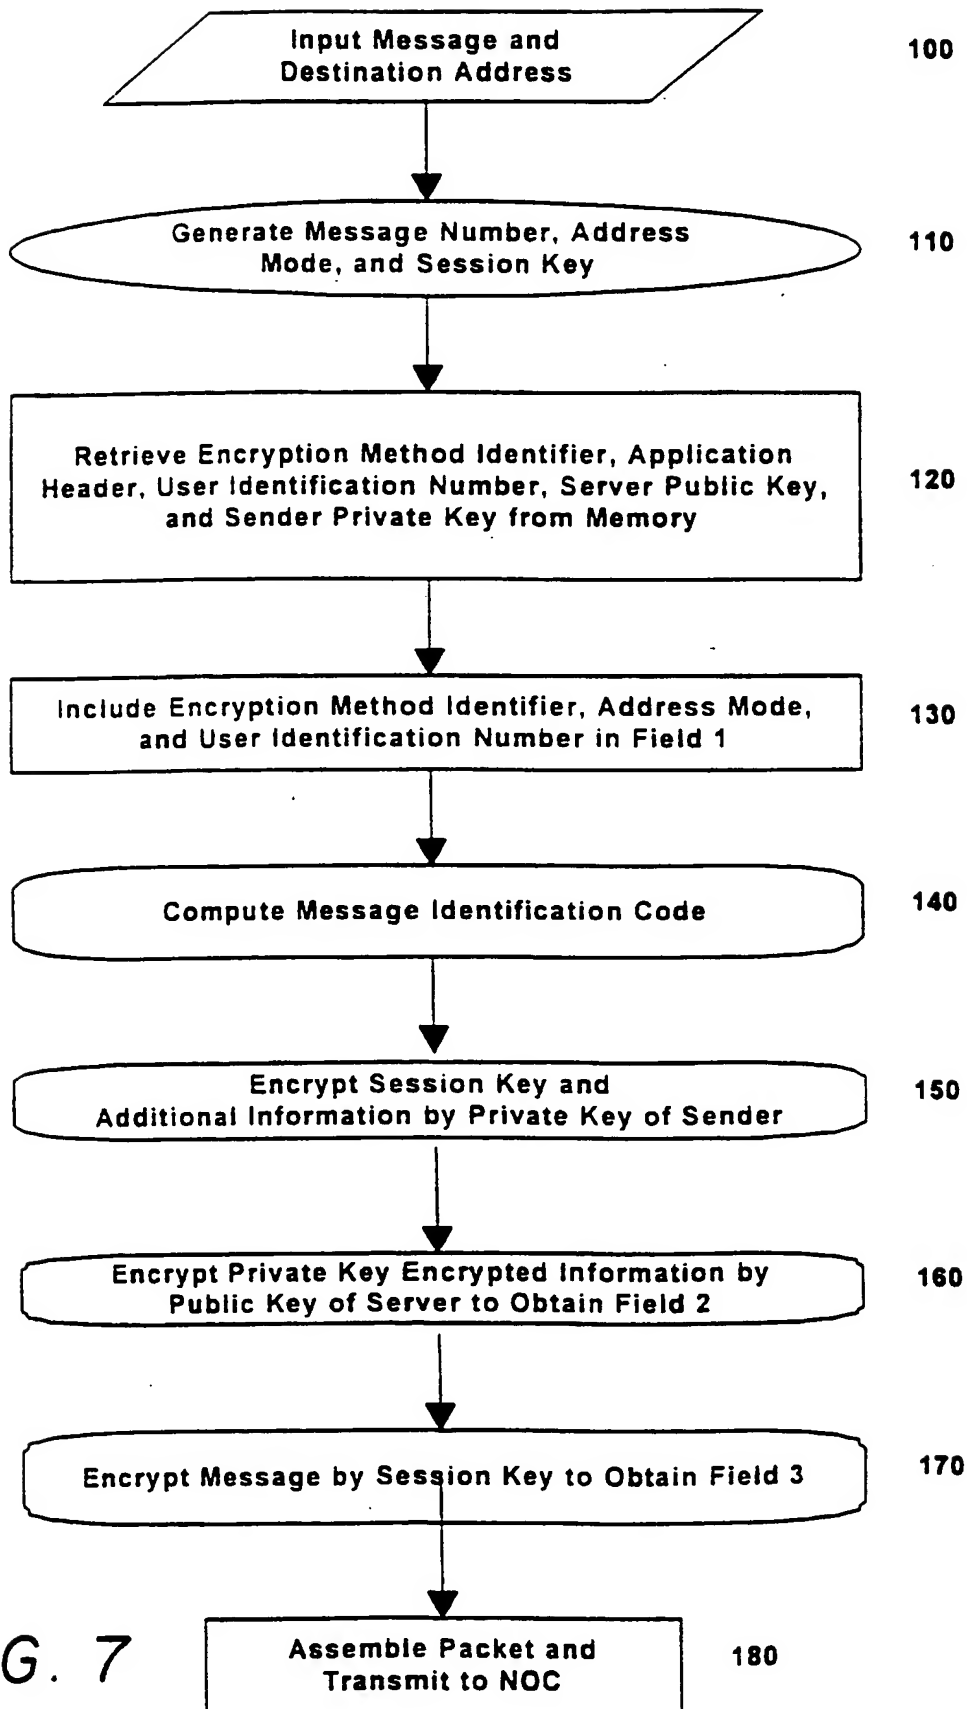 Input Message and
Destination Address
100
Generate Message Number, Address
Mode, and Session Key
110
Retrieve Encryption Method Identifier, Application
Header, User Identification Number, Server Public Key,
and Sender Private Key from Memory
120
Include Encryption Method Identifier, Address Mode,
and User Identification Number in Field 1
130
Compute Message Identification Code
140
Encrypt Session Key and
Additional Information by Private Key of Sender
150
Encrypt Private Key Encrypted Information by
Public Key of Server to Obtain Field 2
160
Encrypt Message by Session Key to Obtain Field 3
170
Assemble Packet and
Transmit to NOC
180
G. 7